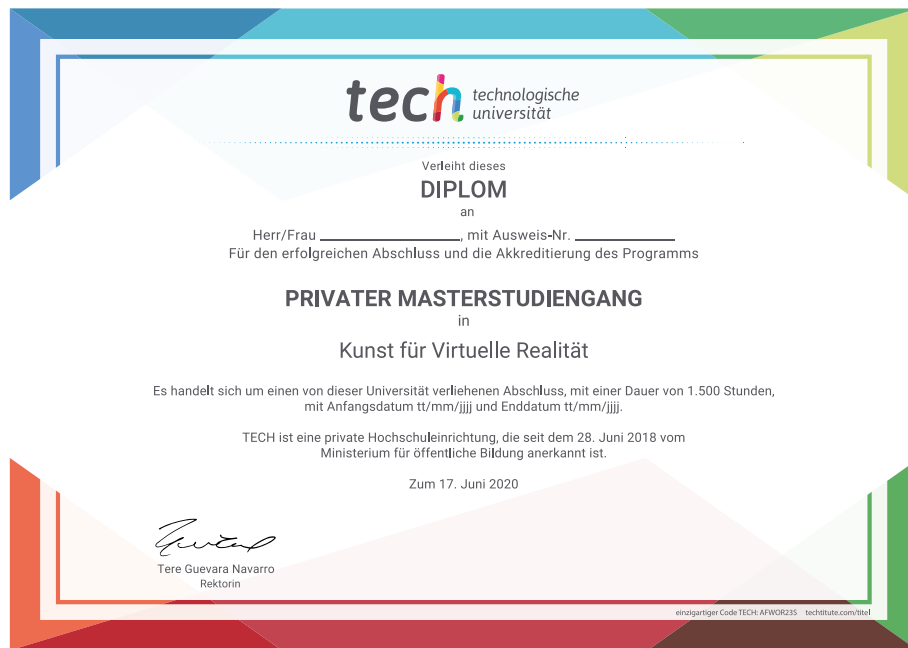 tech technologische
universität
Verleiht dieses
DIPLOM
an
Herr/Frau ____________________, mit Ausweis-Nr. ______________
Für den erfolgreichen Abschluss und die Akkreditierung des Programms
PRIVATER MASTERSTUDIENGANG
in
Kunst für Virtuelle Realität
Es handelt sich um einen von dieser Universität verliehenen Abschluss, mit einer Dauer von 1.500 Stunden,
mit Anfangsdatum tt/mm/jjjj und Enddatum tt/mm/jjjj.
TECH ist eine private Hochschuleinrichtung, die seit dem 28. Juni 2018 vom
Ministerium für öffentliche Bildung anerkannt ist.
Zum 17. Juni 2020
Tere Guevara Navarro
Rektorin
einzigartiger Code TECH: AFWOR23S techtitute.com/titel